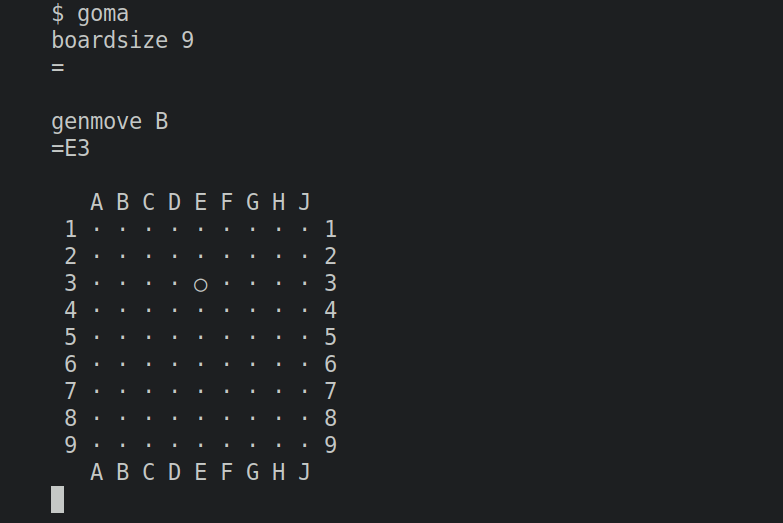 $ goma
boardsize 9
=
genmove B
=E3
A B C D E F G H J
1 · · · · · · · · · 1
2 · · · · · · · · · 2
3 · · · · ○ · · · · 3
4 · · · · · · · · · 4
5 · · · · · · · · · 5
6 · · · · · · · · · 6
7 · · · · · · · · · 7
8 · · · · · · · · · 8
9 · · · · · · · · · 9
A B C D E F G H J